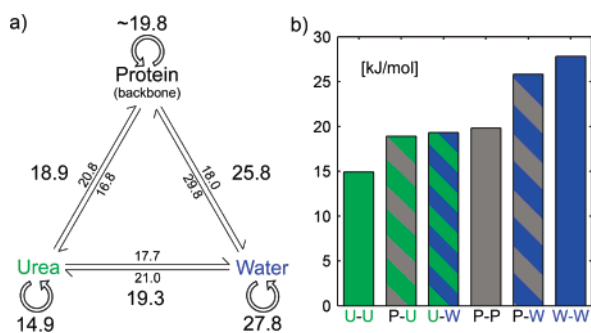 a)
~19.8
Protein
(backbone)
18.9
20.8
16.8
18.0
29.8
25.8
Urea
17.7
21.0
Water
19.3
14.9
27.8
b)
[kJ/mol]
30
25
20
15
10
5
0
U-U P-U U-W P-P P-W W-W